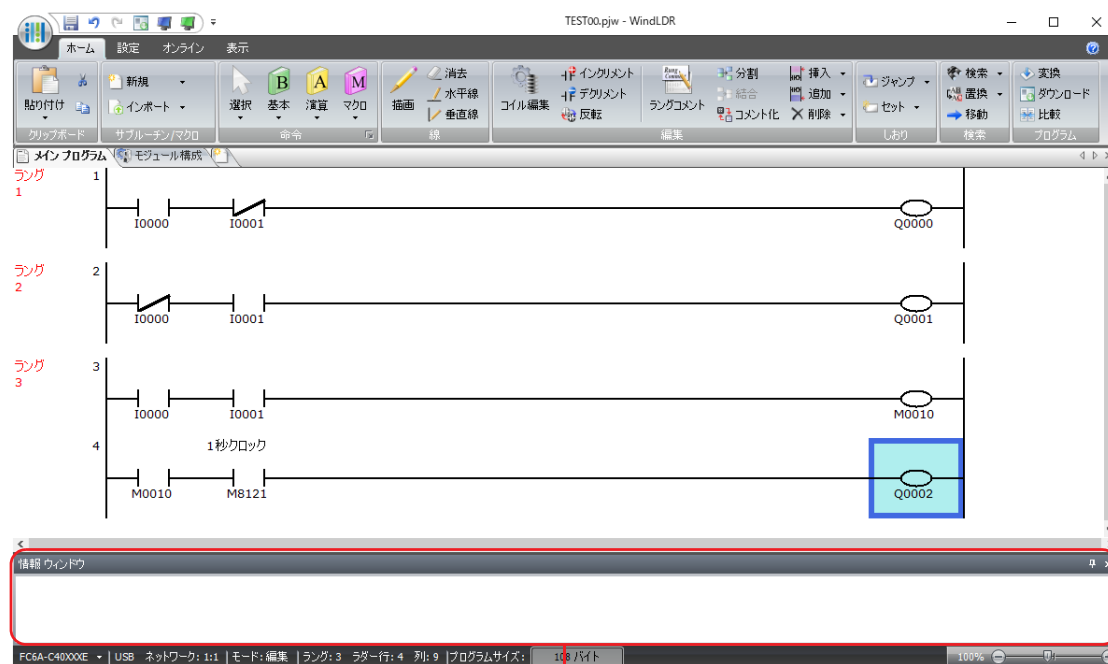 TEST00.pjw - WindLDR
ホーム 設定 オンライン 表示
貼り付け
クリップボード
新規
インポート
サブルーチン/マクロ
選択 基本 演算 マクロ
B A M
命令
描画
消去
水平線
垂直線
線
コイル編集
インクリメント
デクリメント
反転
ラングコメント
分割
結合
コメント化
挿入
追加
削除
編集
ジャンプ
セット
しおり
検索
置換
移動
検索
変換
ダウンロード
比較
プログラム
メイン プログラム モジュール構成
ラング 1 1
I0000 I0001 Q0000
ラング 2 2
I0000 I0001 Q0001
ラング 3 3
I0000 I0001 M0010
4 1秒クロック
M0010 M8121 Q0002
情報 ウィンドウ
FC6A-C40XXXE | USB ネットワーク: 1:1 | モード: 編集 | ラング: 3 ラダー行: 4 列: 9 | プログラムサイズ: 108 バイト 100%